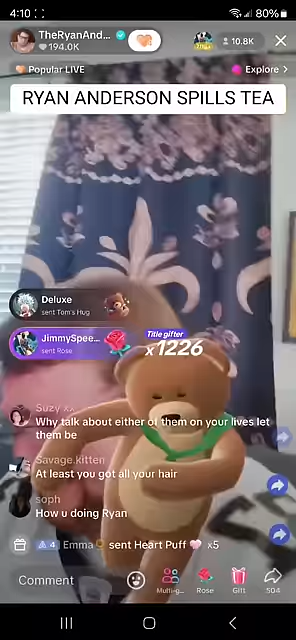 4:10 80%
TheRyanAnd...
194.0K
10.8K
Popular LIVE
Explore >
RYAN ANDERSON SPILLS TEA
Deluxe
sent Tom's Hug
JimmySpee...
sent Rose
Title gifter
x1226
Suzy xx
Why talk about either of them on your lives let
them be
Savage.kitten
At least you got all your hair
soph
How u doing Ryan
4 Emma sent Heart Puff x5
Comment
Multi-g...
Rose
Gift
504